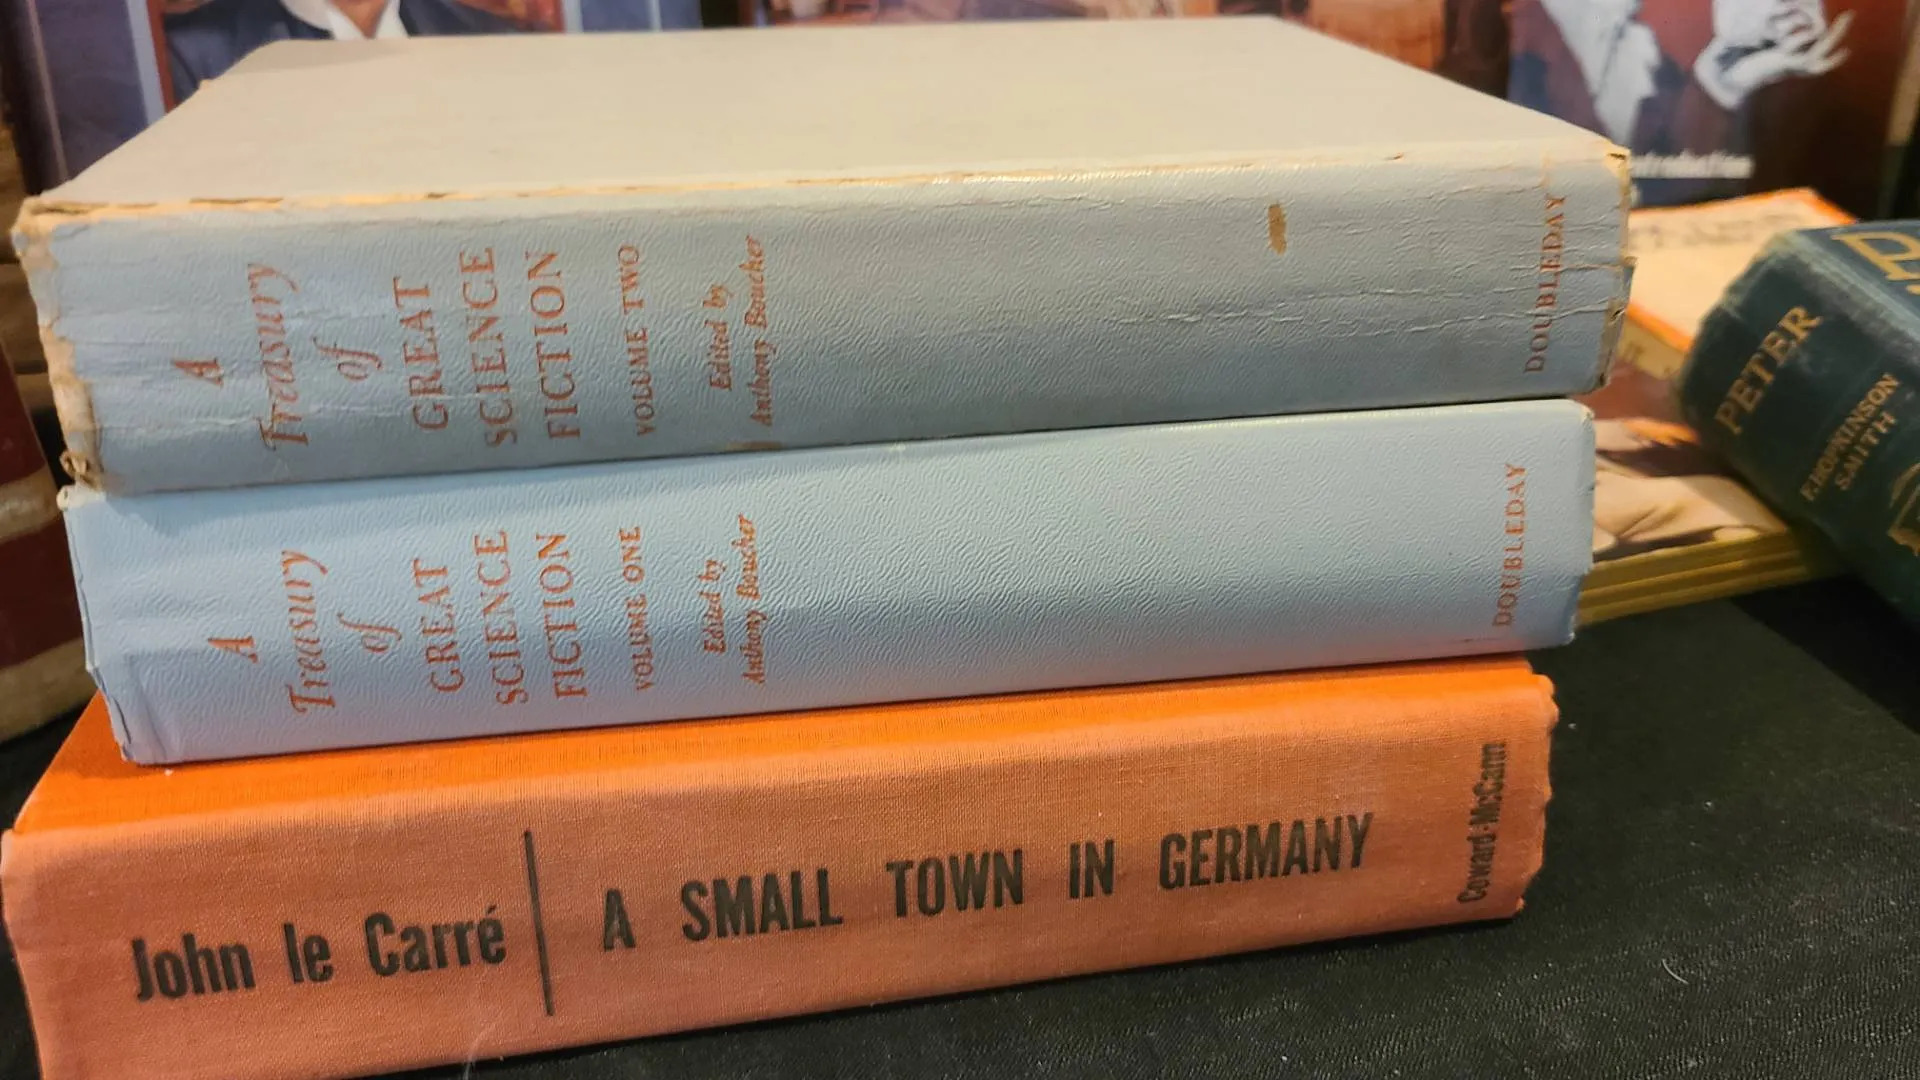 A
Treasury
of
GREAT
SCIENCE
FICTION
VOLUME TWO
Edited by
Anthony Boucher
DOUBLEDAY
A
Treasury
of
GREAT
SCIENCE
FICTION
VOLUME ONE
Edited by
Anthony Boucher
DOUBLEDAY
John le Carré
A SMALL TOWN IN GERMANY
Coward-McCann
PETER
F. HOPKINSON
SMITH
P